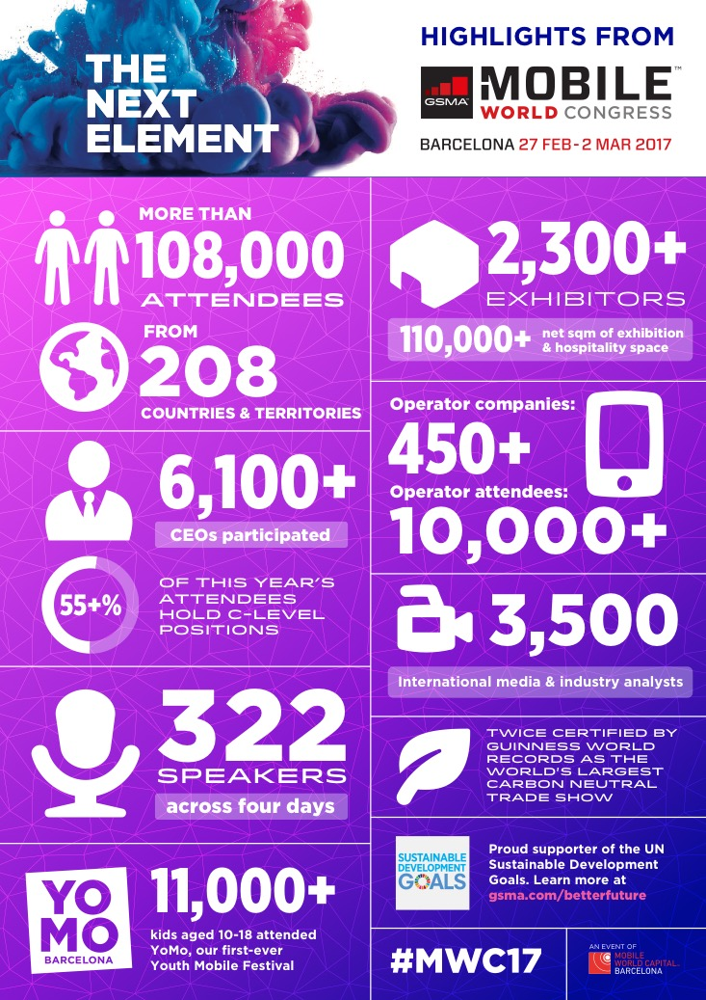 THE
NEXT
ELEMENT
HIGHLIGHTS FROM
GSMA
MOBILE™
WORLD CONGRESS
BARCELONA 27 FEB - 2 MAR 2017
MORE THAN
108,000
ATTENDEES
FROM
208
COUNTRIES & TERRITORIES
6,100+
CEOs participated
55+%
OF THIS YEAR'S
ATTENDEES
HOLD C-LEVEL
POSITIONS
322
SPEAKERS
across four days
YO
MO
BARCELONA
11,000+
kids aged 10-18 attended
YoMo, our first-ever
Youth Mobile Festival
2,300+
EXHIBITORS
110,000+
net sqm of exhibition
& hospitality space
Operator companies:
450+
Operator attendees:
10,000+
3,500
International media & industry analysts
TWICE CERTIFIED BY
GUINNESS WORLD
RECORDS AS THE
WORLD'S LARGEST
CARBON NEUTRAL
TRADE SHOW
SUSTAINABLE
DEVELOPMENT
GOALS
Proud supporter of the UN
Sustainable Development
Goals. Learn more at
gsma.com/betterfuture
#MWC17
AN EVENT OF
MOBILE
WORLD CAPITAL.
BARCELONA